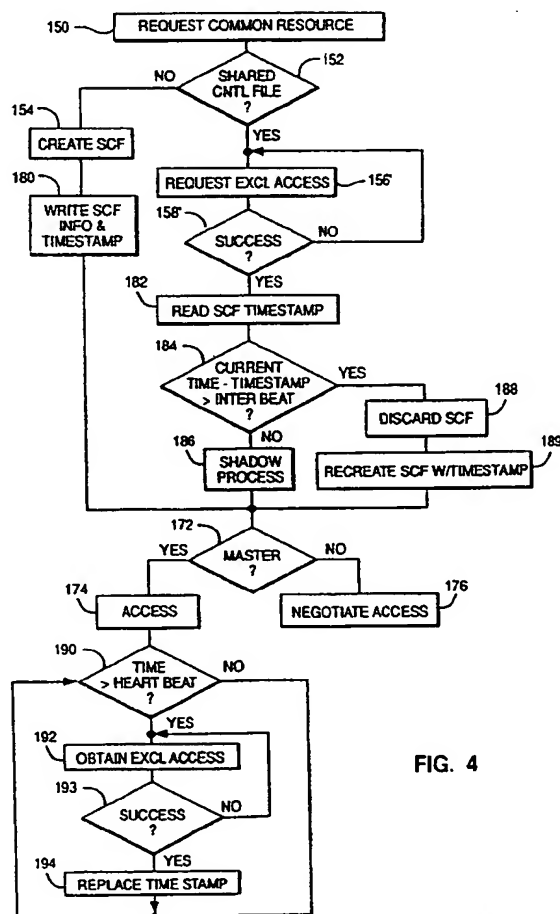 150
REQUEST COMMON RESOURCE
152
NO
SHARED
CNTL FILE
?
154
YES
CREATE SCF
180
REQUEST EXCL ACCESS
156'
158'
WRITE SCF
INFO &
TIMESTAMP
SUCCESS
?
NO
YES
182
READ SCF TIMESTAMP
184
CURRENT
TIME - TIMESTAMP
> INTER BEAT
?
YES
188
DISCARD SCF
NO
186
SHADOW
PROCESS
189
RECREATE SCF W/TIMESTAMP
172
YES
MASTER
?
NO
174
ACCESS
NEGOTIATE ACCESS
176
190
TIME
> HEART BEAT
?
NO
YES
192
OBTAIN EXCL ACCESS
193
SUCCESS
?
NO
FIG. 4
YES
194
REPLACE TIME STAMP